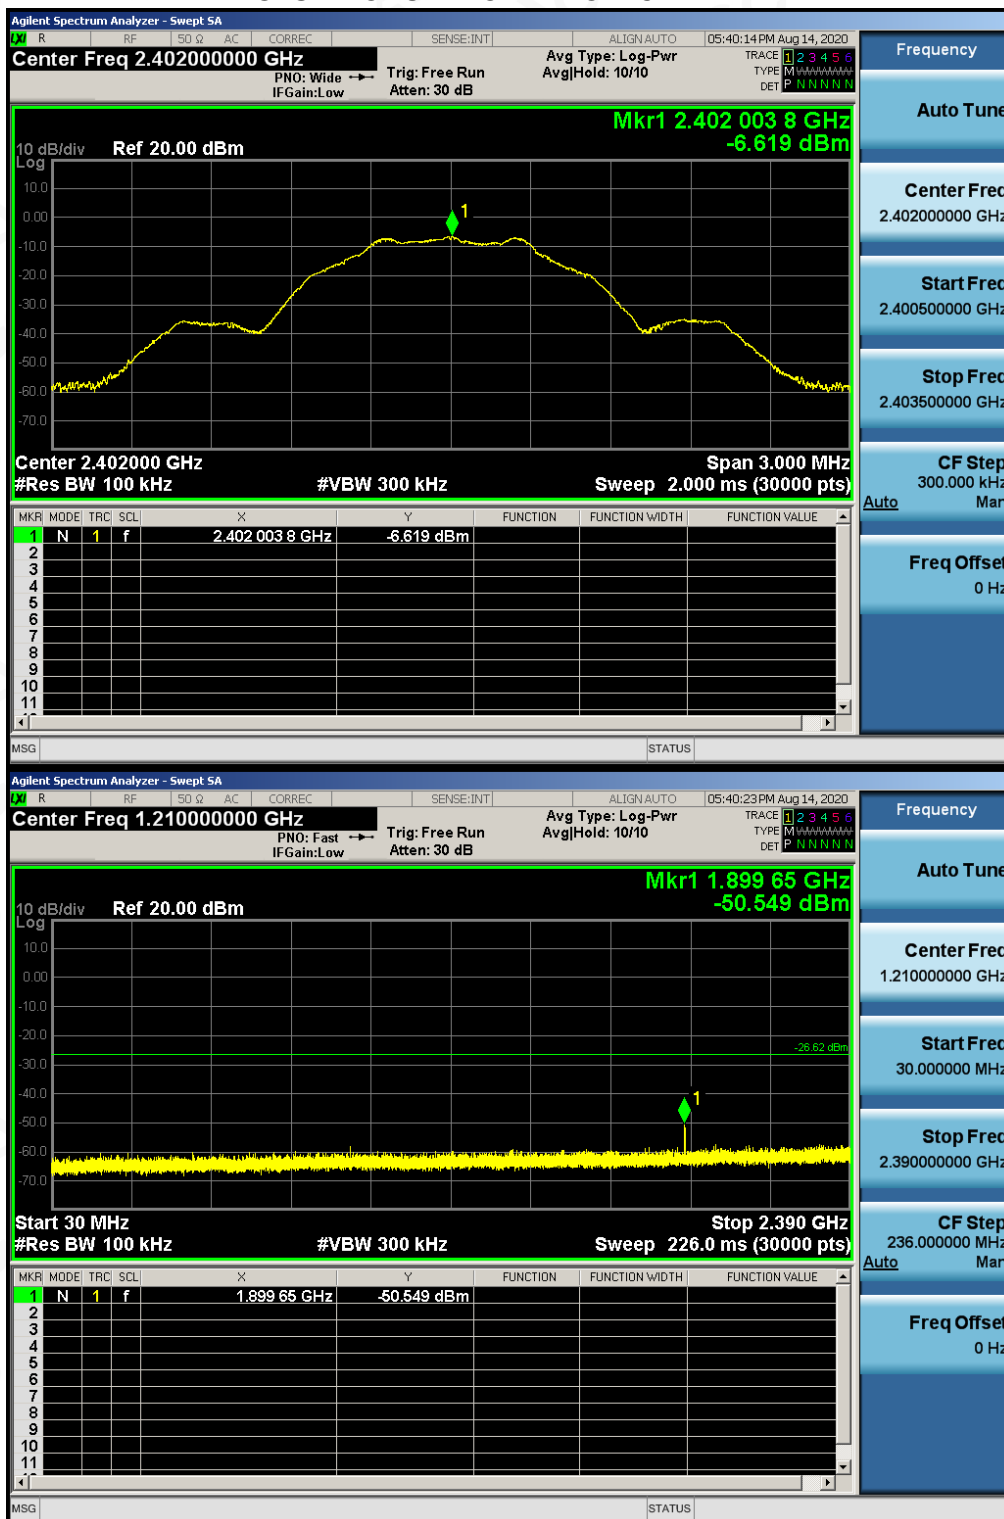 Agilent Spectrum Analyzer - Swept SA
LXI R RF 50 Ω AC CORREC SENSE:INT ALIGN AUTO 05:40:14 PM Aug 14, 2020
Center Freq 2.402000000 GHz
PNO: Wide
IFGain:Low
Trig: Free Run
Atten: 30 dB
Avg Type: Log-Pwr
Avg|Hold: 10/10
TRACE 1 2 3 4 5 6
TYPE M
DET P N N N N N
Mkr1 2.402 003 8 GHz
-6.619 dBm
10 dB/div Ref 20.00 dBm
Log
10.0
0.00
-10.0
-20.0
-30.0
-40.0
-50.0
-60.0
-70.0
1
Center 2.402000 GHz Span 3.000 MHz
#Res BW 100 kHz #VBW 300 kHz Sweep 2.000 ms (30000 pts)
MKR MODE TRC SCL X Y FUNCTION FUNCTION WIDTH FUNCTION VALUE
1 N 1 f 2.402 003 8 GHz -6.619 dBm
2
3
4
5
6
7
8
9
10
11
MSG STATUS
Frequency
Auto Tune
Center Freq
2.402000000 GHz
Start Freq
2.400500000 GHz
Stop Freq
2.403500000 GHz
CF Step
300.000 kHz
Auto Man
Freq Offset
0 Hz
Agilent Spectrum Analyzer - Swept SA
LXI R RF 50 Ω AC CORREC SENSE:INT ALIGN AUTO 05:40:23 PM Aug 14, 2020
Center Freq 1.210000000 GHz
PNO: Fast
IFGain:Low
Trig: Free Run
Atten: 30 dB
Avg Type: Log-Pwr
Avg|Hold: 10/10
TRACE 1 2 3 4 5 6
TYPE M
DET P N N N N N
Mkr1 1.899 65 GHz
-50.549 dBm
10 dB/div Ref 20.00 dBm
Log
10.0
0.00
-10.0
-20.0
-30.0
-40.0
-50.0
-60.0
-70.0
-26.62 dBm
1
Start 30 MHz Stop 2.390 GHz
#Res BW 100 kHz #VBW 300 kHz Sweep 226.0 ms (30000 pts)
MKR MODE TRC SCL X Y FUNCTION FUNCTION WIDTH FUNCTION VALUE
1 N 1 f 1.899 65 GHz -50.549 dBm
2
3
4
5
6
7
8
9
10
11
MSG STATUS
Frequency
Auto Tune
Center Freq
1.210000000 GHz
Start Freq
30.000000 MHz
Stop Freq
2.390000000 GHz
CF Step
236.000000 MHz
Auto Man
Freq Offset
0 Hz